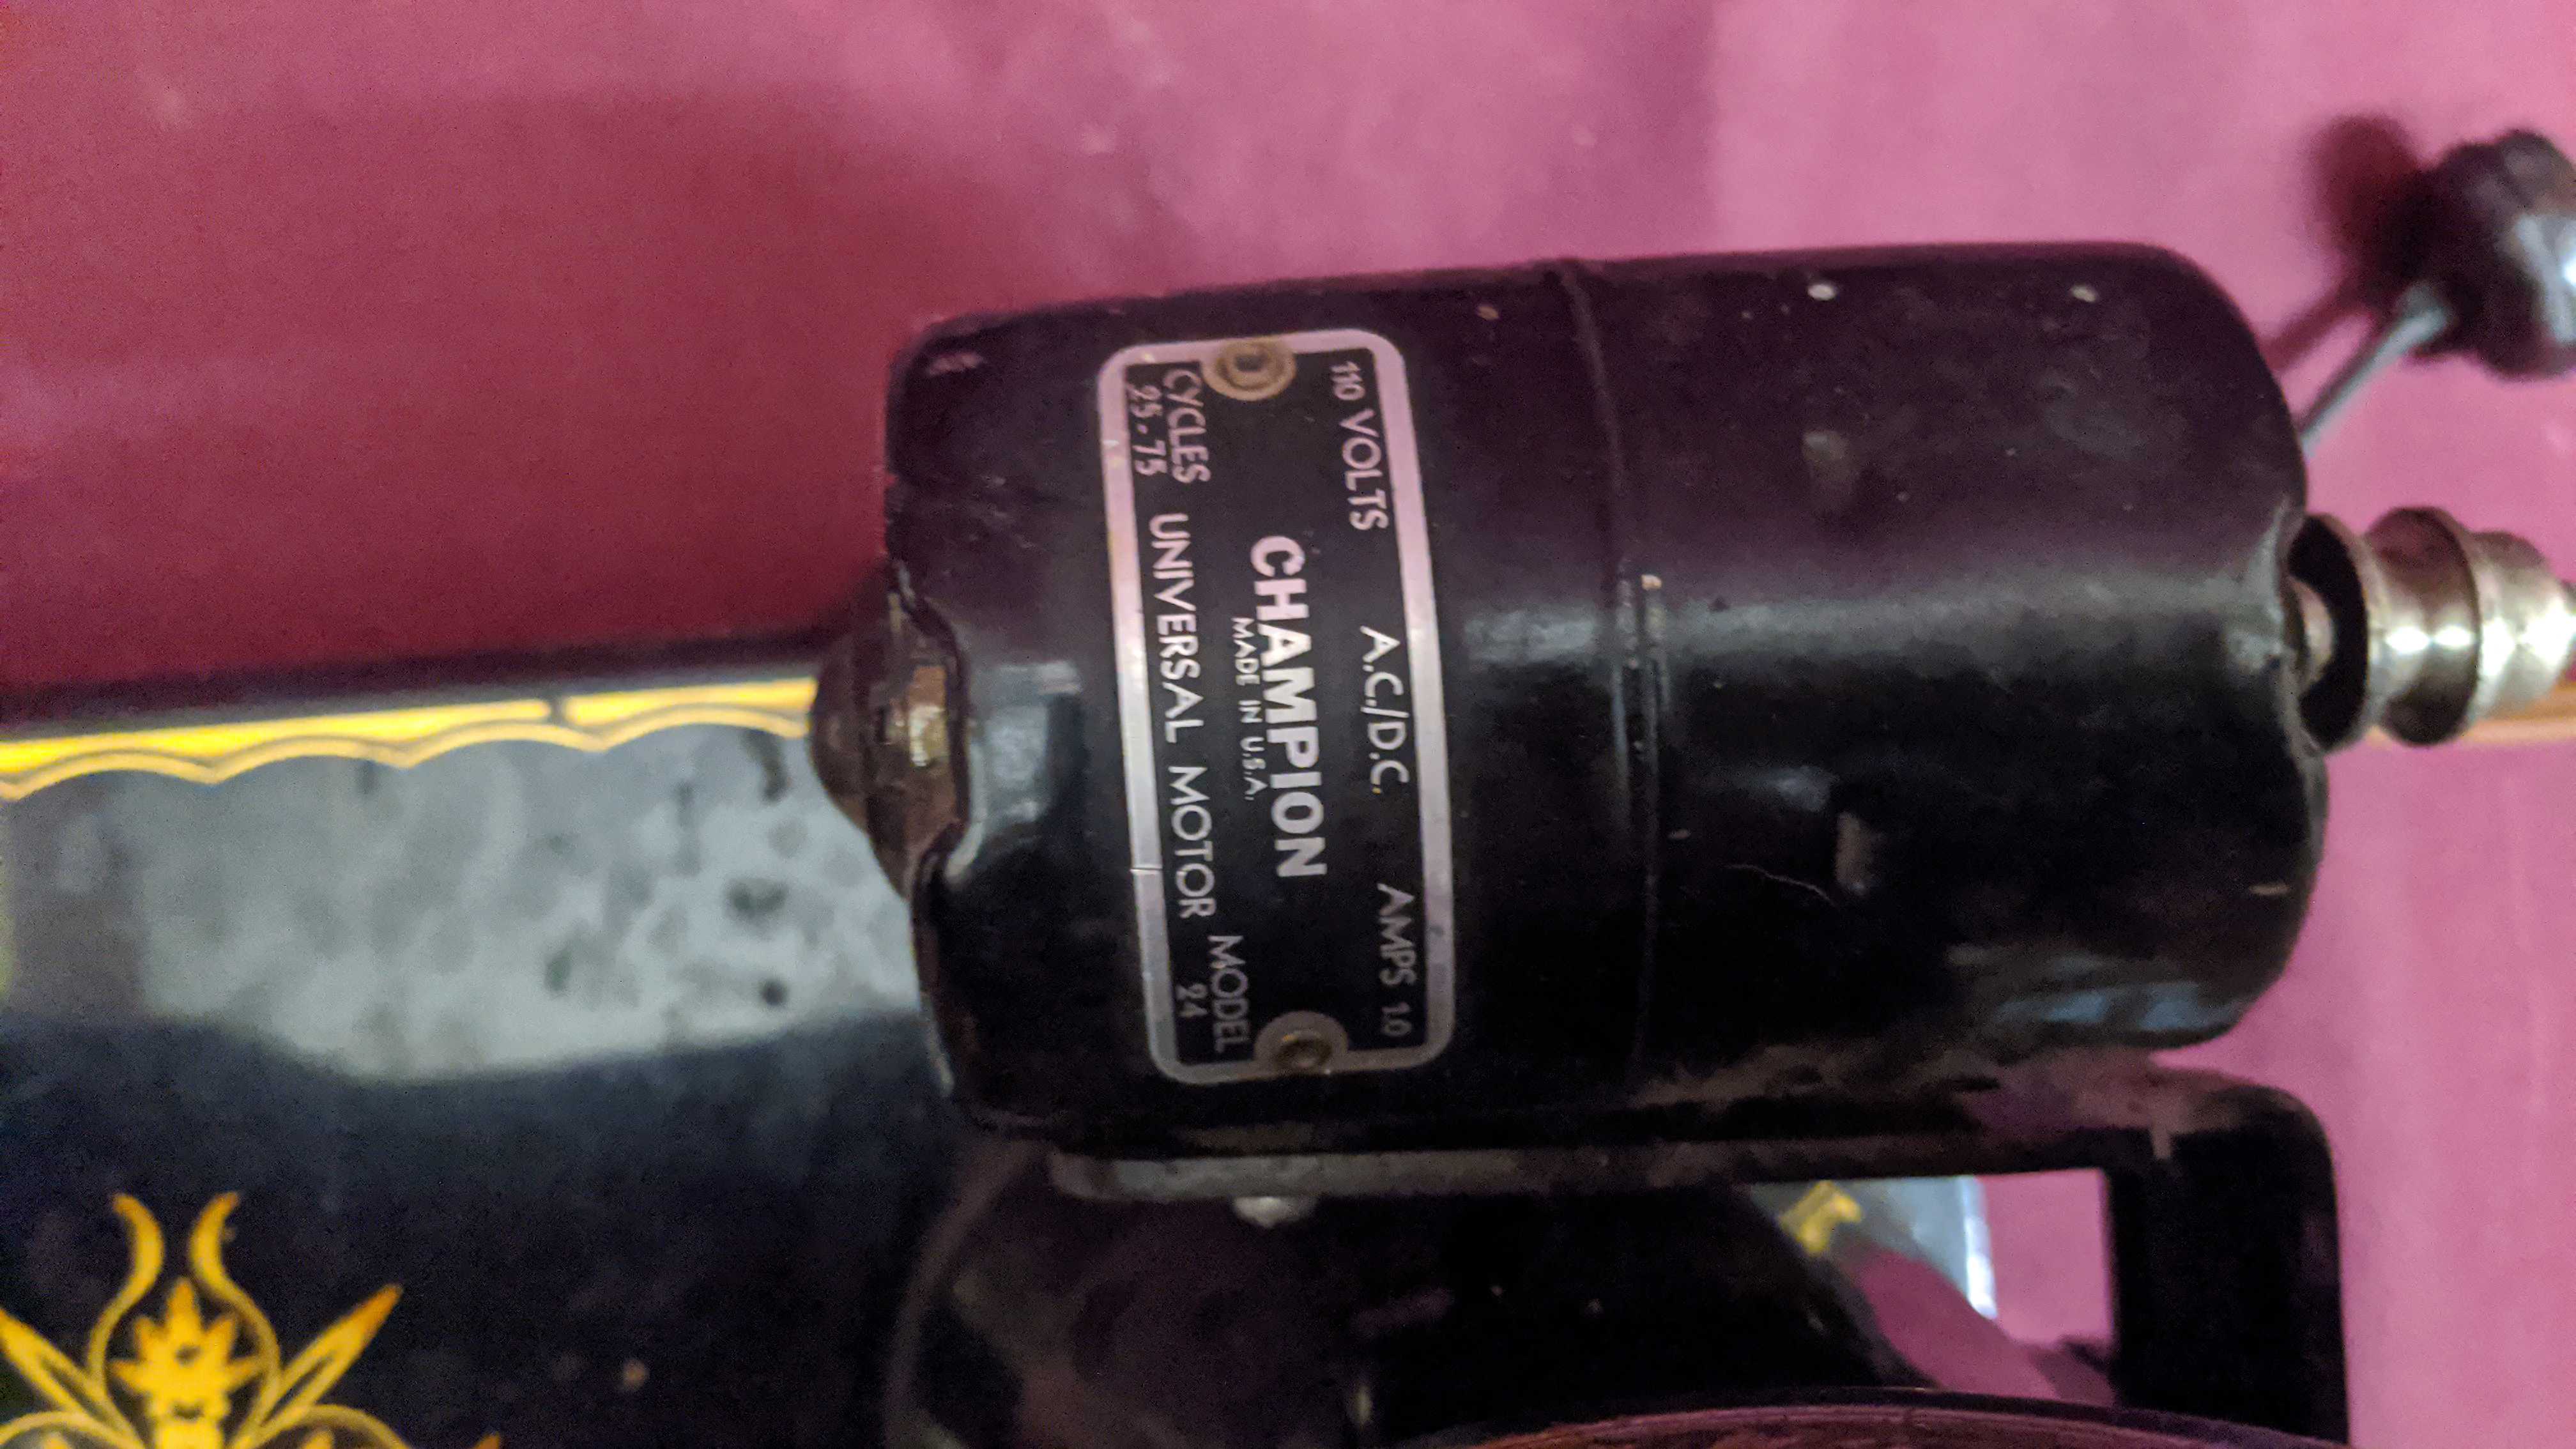 110 VOLTS A.C./D.C. AMPS 1.0
CHAMPION
MADE IN U.S.A.
CYCLES UNIVERSAL MOTOR MODEL
25-75 24